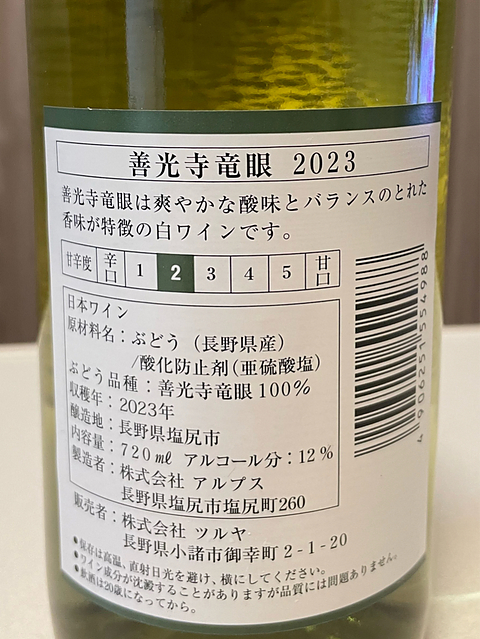 善光寺竜眼 2023
善光寺竜眼は爽やかな酸味とバランスのとれた
香味が特徴の白ワインです。
甘辛度 辛口 1 2 3 4 5 甘口
日本ワイン
原材料名：ぶどう（長野県産）
/酸化防止剤(亜硫酸塩)
ぶどう品種：善光寺竜眼100%
収穫年：2023年
醸造地：長野県塩尻市
内容量：720㎖ アルコール分：12%
製造者：株式会社 アルプス
長野県塩尻市塩尻町260
販売者：株式会社 ツルヤ
長野県小諸市御幸町2-1-20
●保存は高温、直射日光を避け、横にしてください。
●ワイン成分が沈澱することがありますが品質には問題ありません。
●飲酒は20歳になってから。
4906251554988